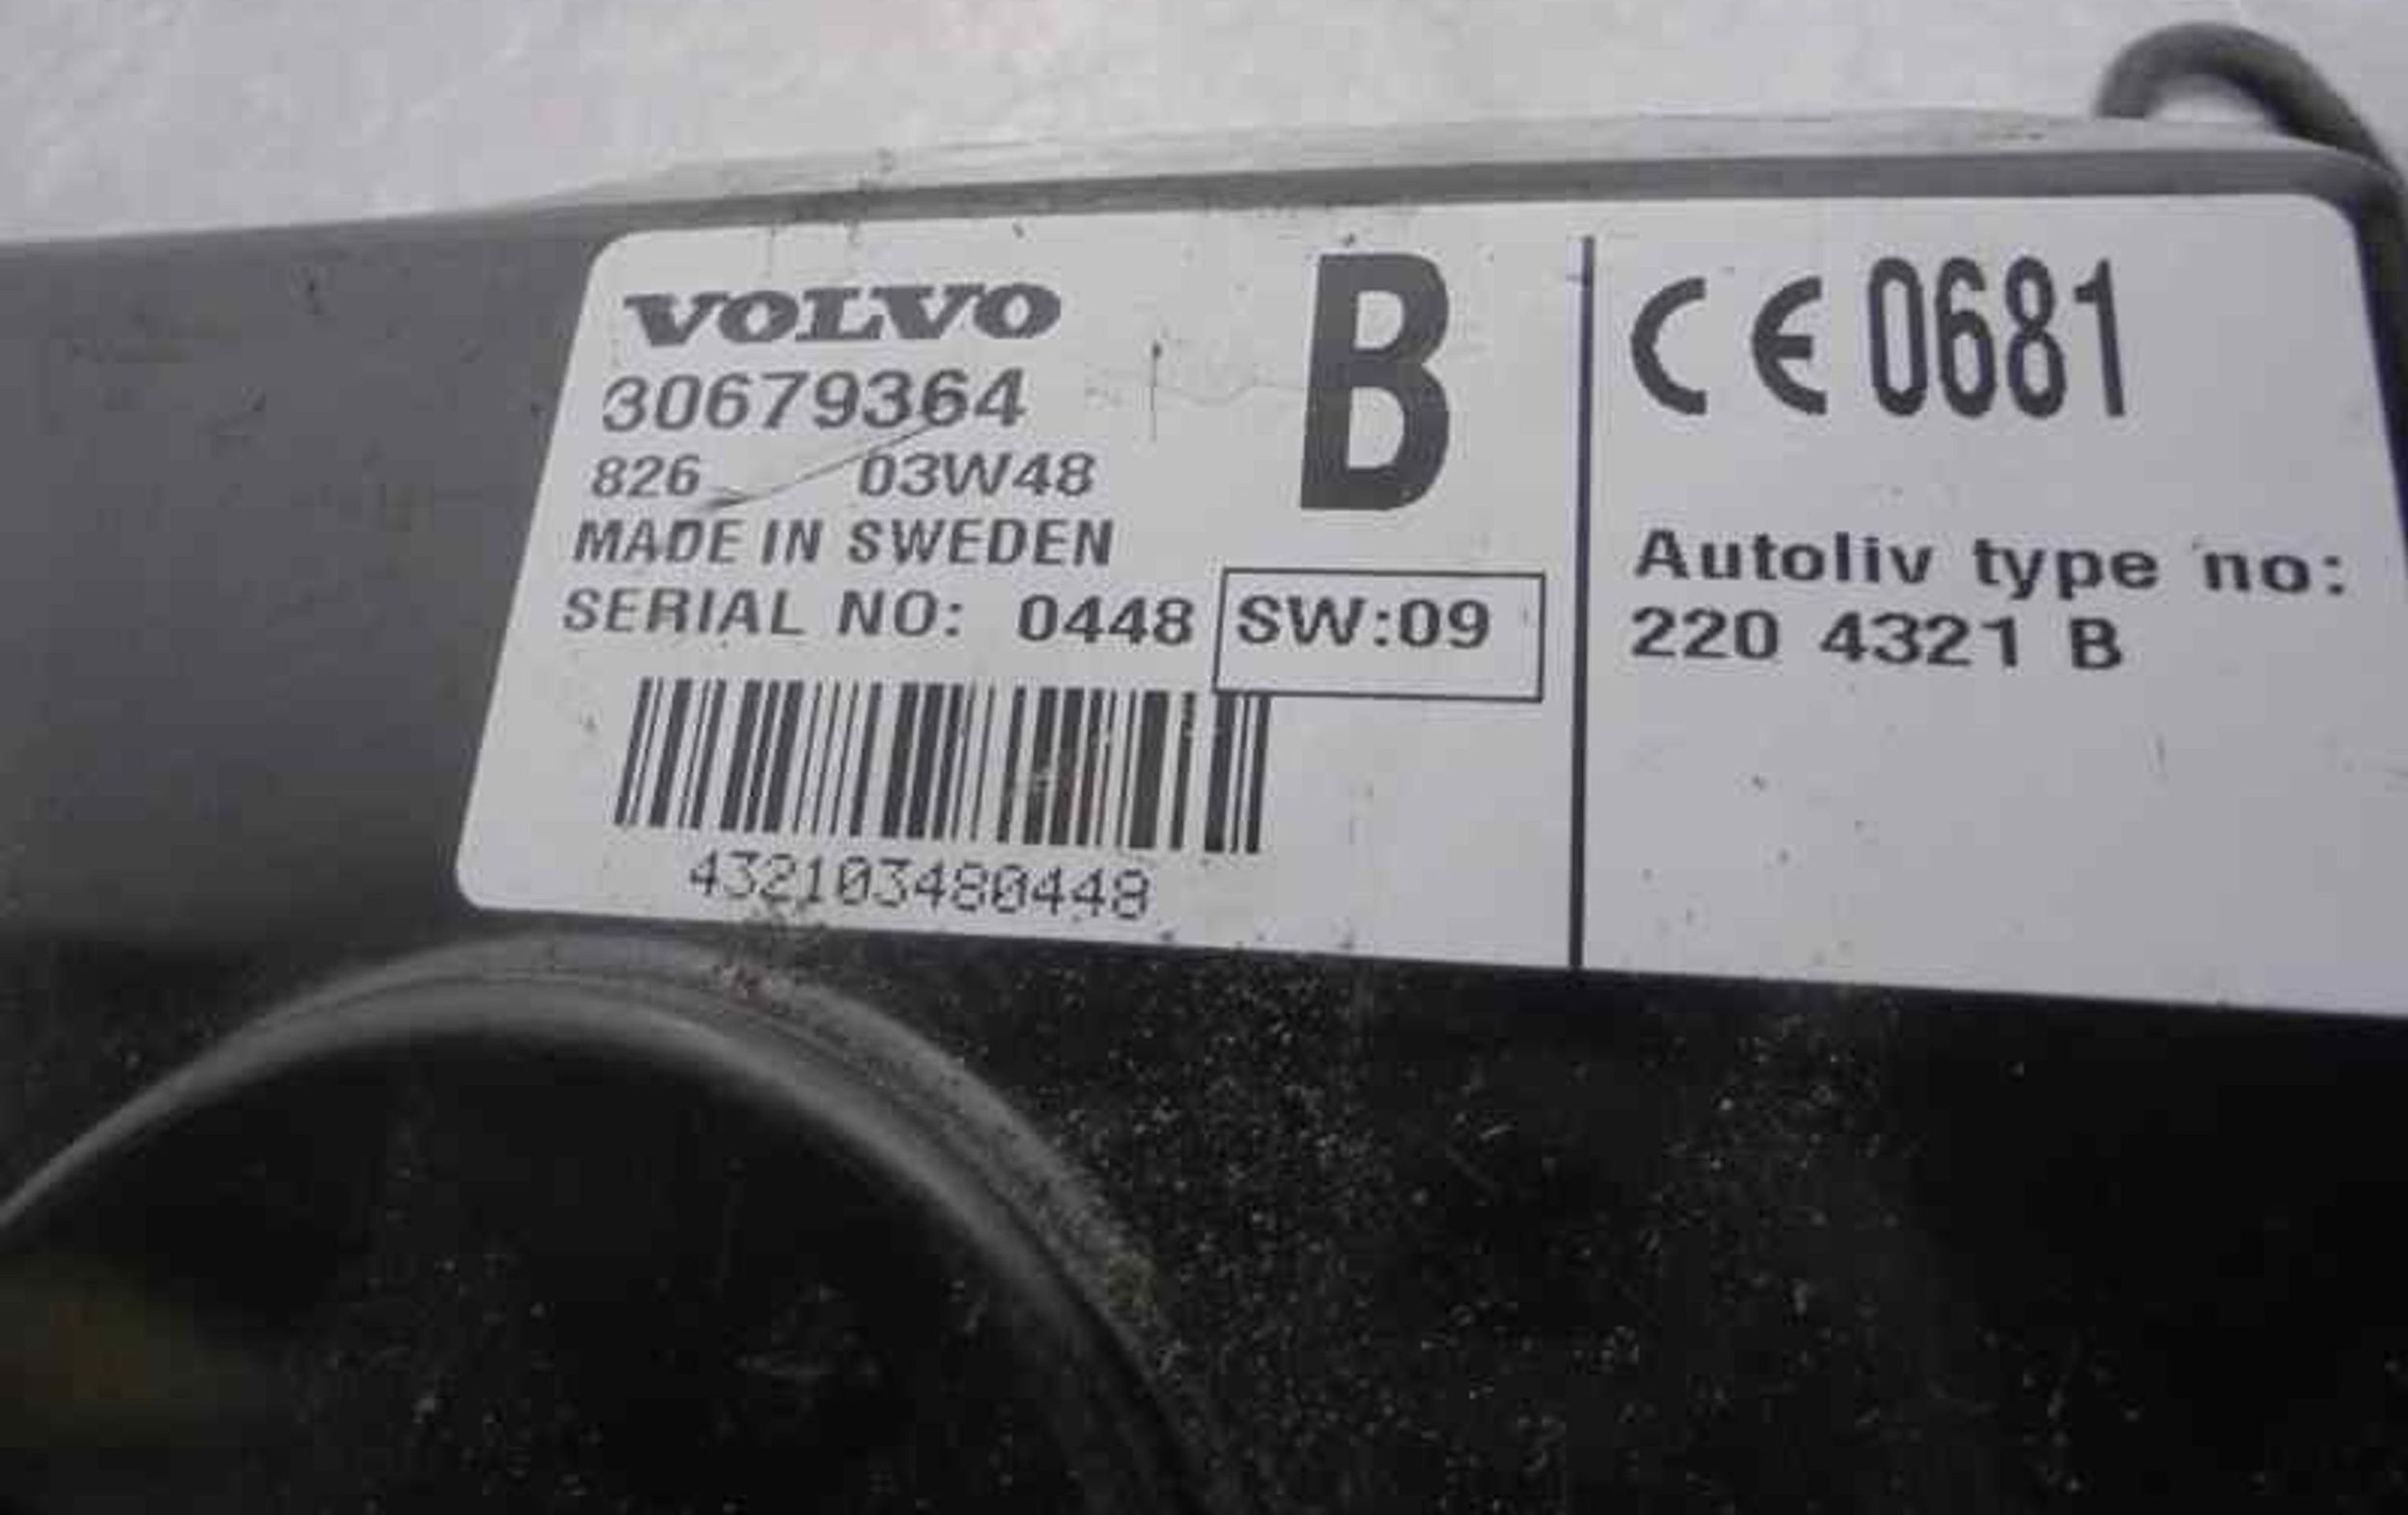 VOLVO
30679364
826 03W48
MADE IN SWEDEN
SERIAL NO: 0448
SW:09
432103480448
B
CE 0681
Autoliv type no:
220 4321 B